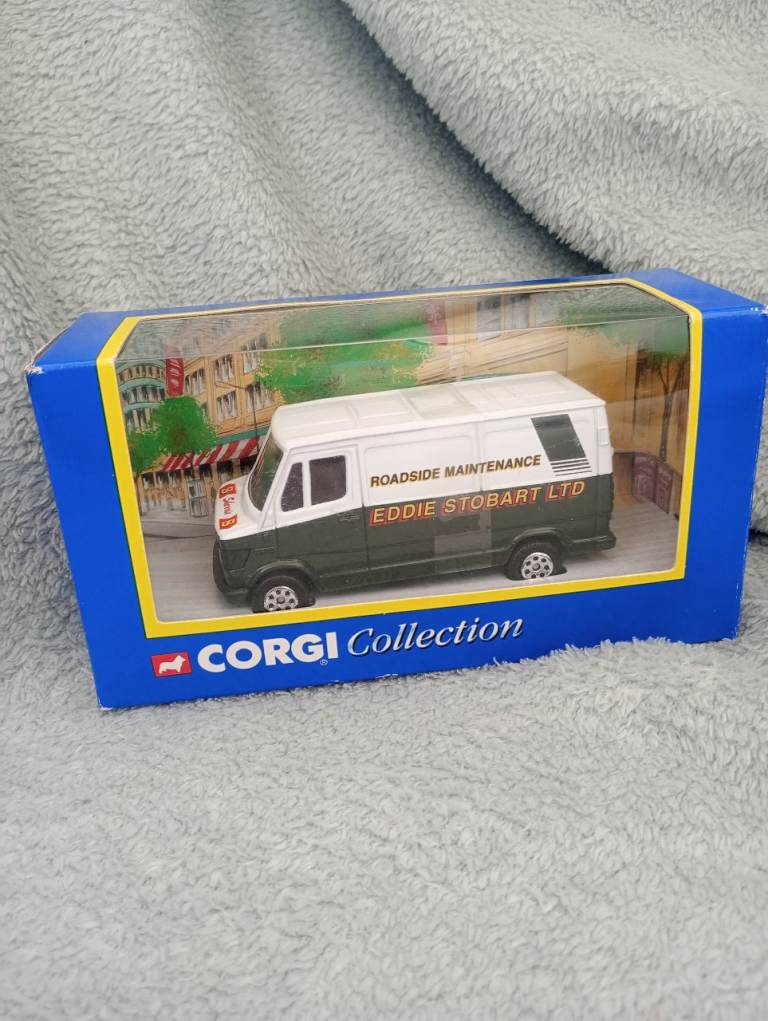 ROADSIDE MAINTENANCE
EDDIE STOBART LTD
CORGI® Collection